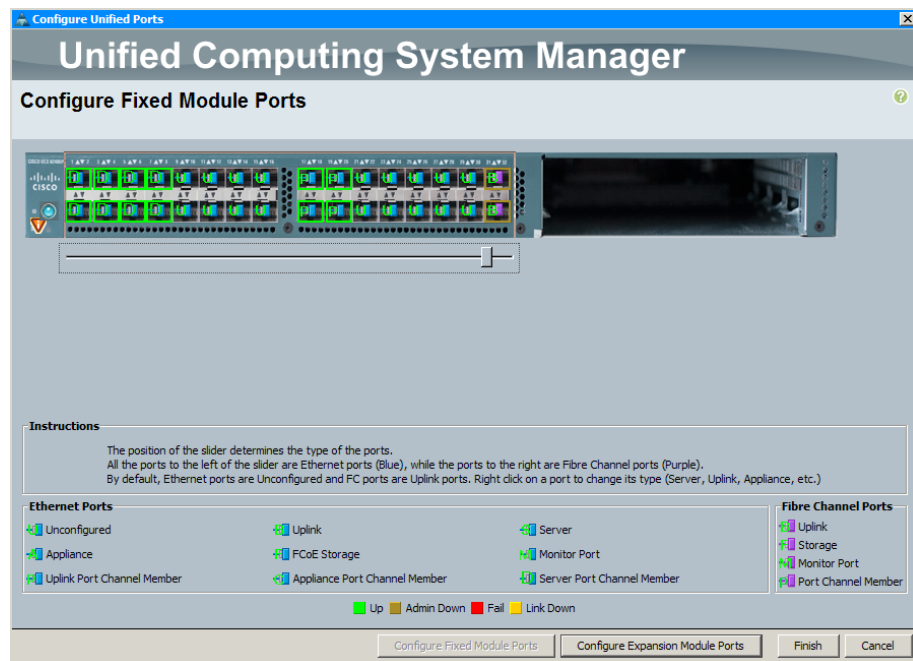 Configure Unified Ports
Unified Computing System Manager
Configure Fixed Module Ports
CISCO
Instructions
The position of the slider determines the type of the ports.
All the ports to the left of the slider are Ethernet ports (Blue), while the ports to the right are Fibre Channel ports (Purple).
By default, Ethernet ports are Unconfigured and FC ports are Uplink ports. Right click on a port to change its type (Server, Uplink, Appliance, etc.)
Ethernet Ports
Unconfigured
Uplink
Server
Appliance
FCoE Storage
Monitor Port
Uplink Port Channel Member
Appliance Port Channel Member
Server Port Channel Member
Fibre Channel Ports
Uplink
Storage
Monitor Port
Port Channel Member
Up
Admin Down
Fail
Link Down
Configure Fixed Module Ports
Configure Expansion Module Ports
Finish
Cancel